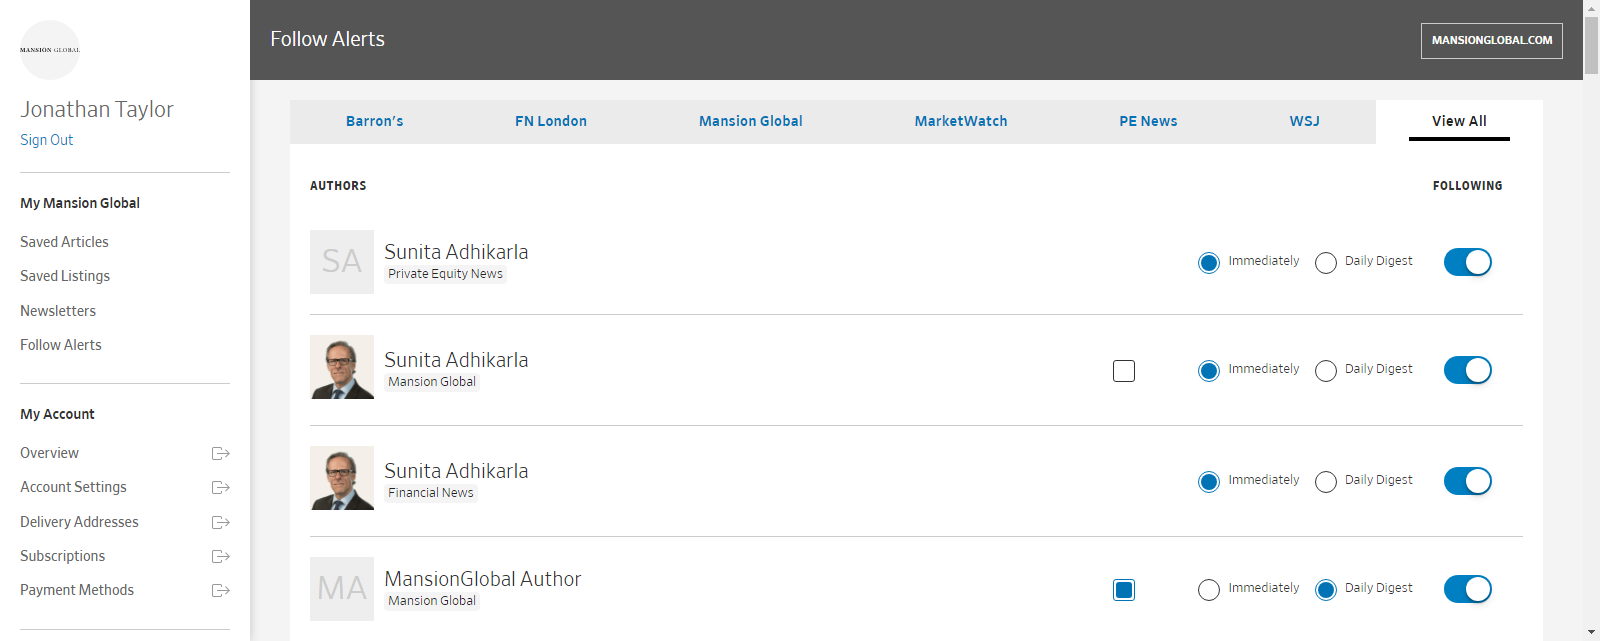 MANSION GLOBAL
Jonathan Taylor
Sign Out
My Mansion Global
Saved Articles
Saved Listings
Newsletters
Follow Alerts
My Account
Overview
Account Settings
Delivery Addresses
Subscriptions
Payment Methods
Follow Alerts
MANSIONGLOBAL.COM
Barron's FN London Mansion Global MarketWatch PE News WSJ View All
AUTHORS FOLLOWING
SA
Sunita Adhikarla
Private Equity News
Immediately Daily Digest
Sunita Adhikarla
Mansion Global
Immediately Daily Digest
Sunita Adhikarla
Financial News
Immediately Daily Digest
MA
MansionGlobal Author
Mansion Global
Immediately Daily Digest